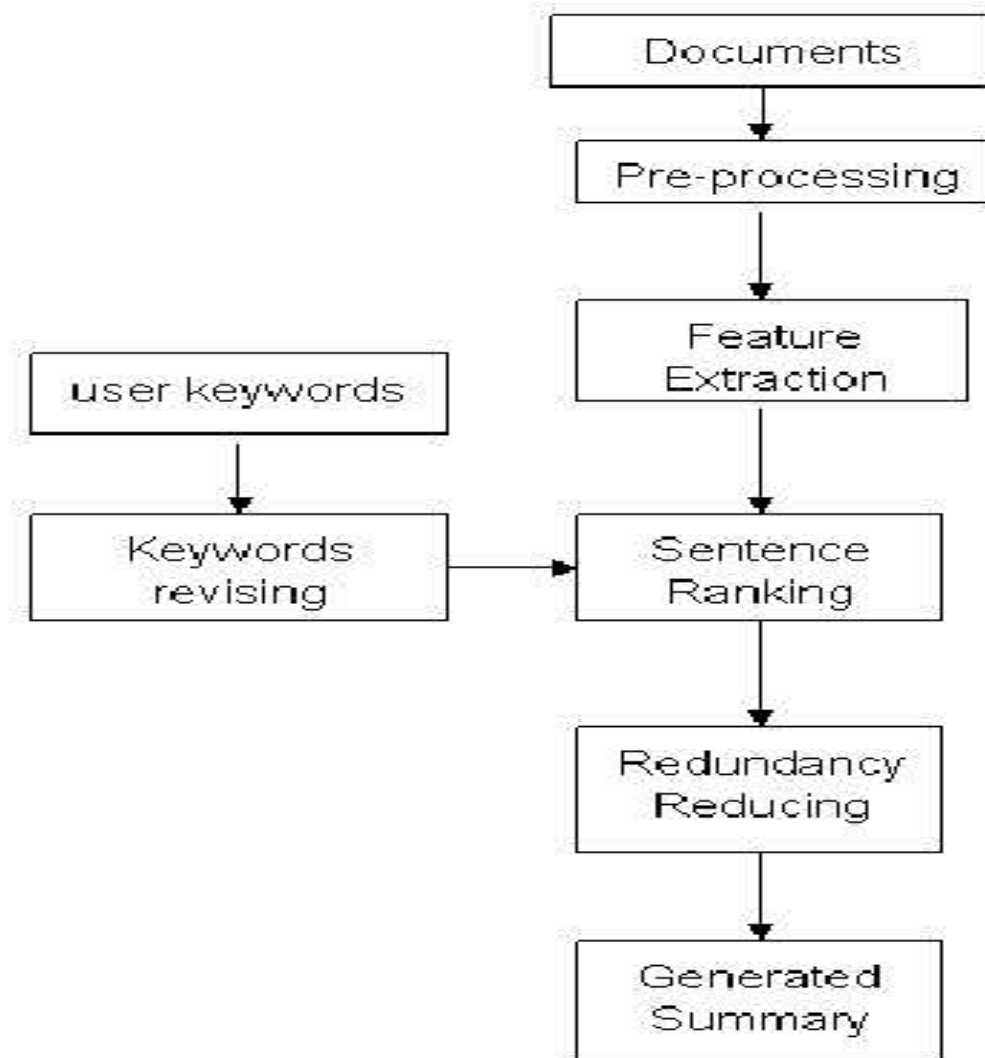 Documents
Pre-processing
Feature
Extraction
user keywords
Keywords
revising
Sentence
Ranking
Redundancy
Reducing
Generated
Summary